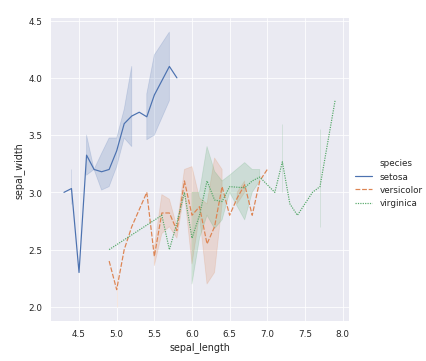 4.5
4.0
3.5
3.0
2.5
2.0
sepal_width
4.5 5.0 5.5 6.0 6.5 7.0 7.5 8.0
sepal_length
species
setosa
versicolor
virginica